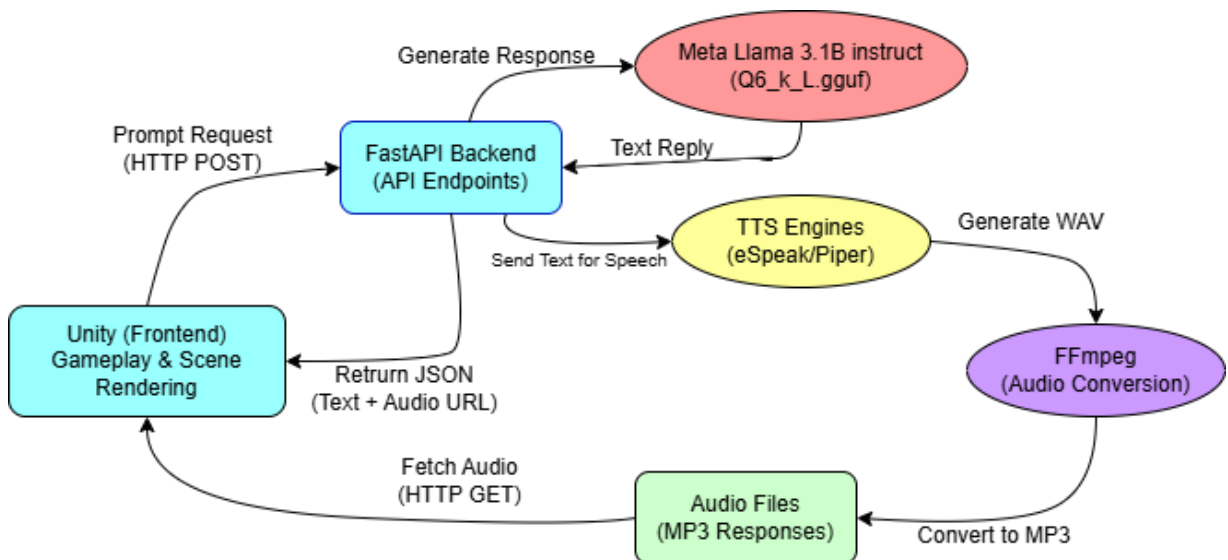 Generate Response
Meta Llama 3.1B instruct
(Q6_k_L.gguf)
Prompt Request
(HTTP POST)
FastAPI Backend
(API Endpoints)
Text Reply
TTS Engines
(eSpeak/Piper)
Generate WAV
Send Text for Speech
Unity (Frontend)
Gameplay & Scene
Rendering
Retrurn JSON
(Text + Audio URL)
FFmpeg
(Audio Conversion)
Fetch Audio
(HTTP GET)
Audio Files
(MP3 Responses)
Convert to MP3